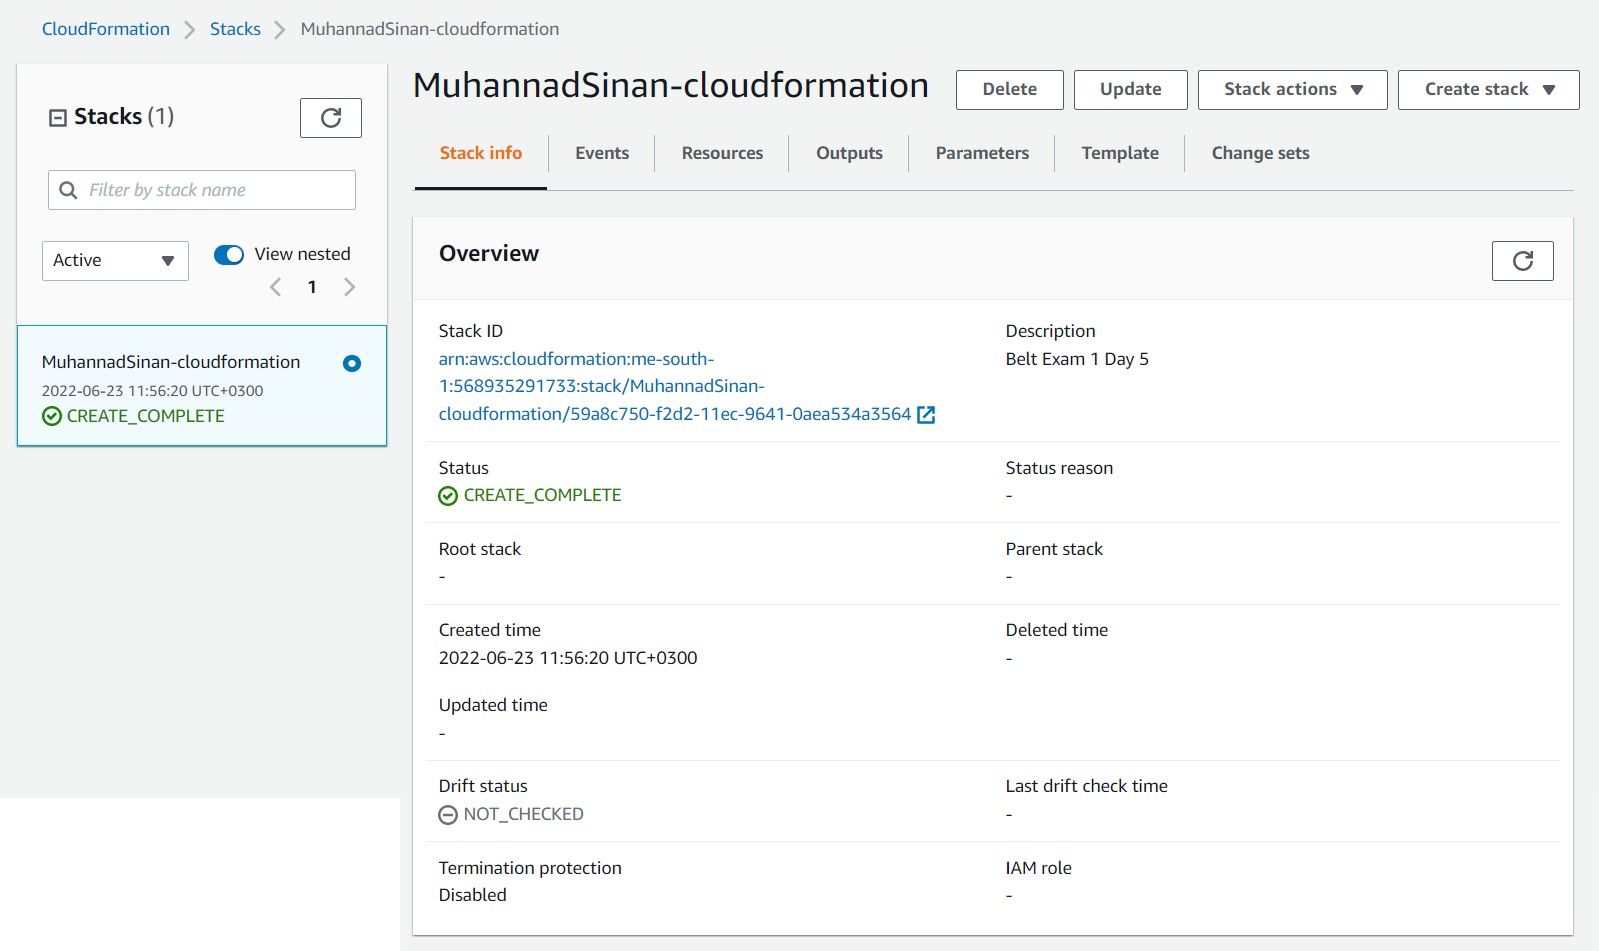 CloudFormation > Stacks > MuhannadSinan-cloudformation
Stacks (1)
Filter by stack name
Active
View nested
1
MuhannadSinan-cloudformation
2022-06-23 11:56:20 UTC+0300
CREATE_COMPLETE
MuhannadSinan-cloudformation
Delete
Update
Stack actions
Create stack
Stack info
Events
Resources
Outputs
Parameters
Template
Change sets
Overview
Stack ID
arn:aws:cloudformation:me-south-
1:568935291733:stack/MuhannadSinan-
cloudformation/59a8c750-f2d2-11ec-9641-0aea534a3564
Description
Belt Exam 1 Day 5
Status
CREATE_COMPLETE
Status reason
-
Root stack
-
Parent stack
-
Created time
2022-06-23 11:56:20 UTC+0300
Deleted time
-
Updated time
-
Drift status
NOT_CHECKED
Last drift check time
-
Termination protection
Disabled
IAM role
-